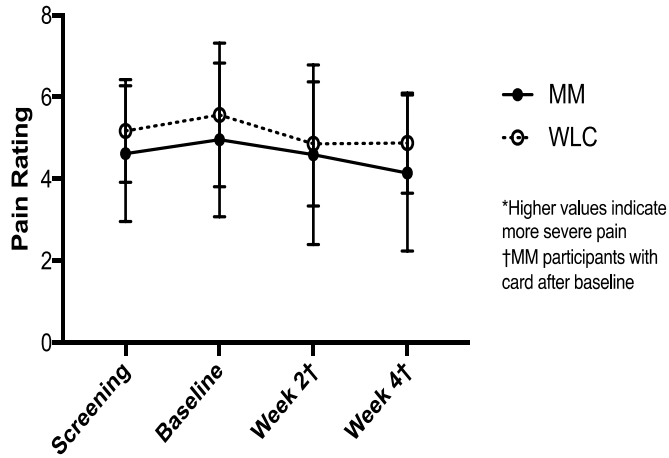 8
6
4
2
0
Pain Rating
Screening
Baseline
Week 2†
Week 4†
MM
WLC
*Higher values indicate
more severe pain
†MM participants with
card after baseline